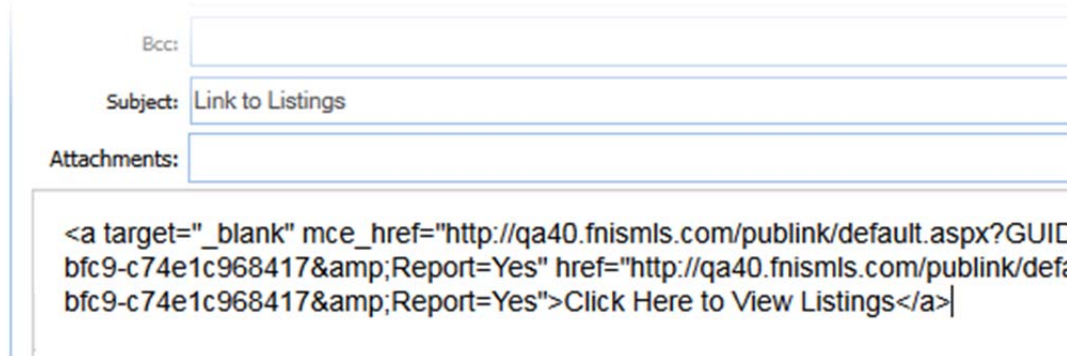 Bcc:
Subject: Link to Listings
Attachments:
<a target="_blank" mce_href="http://qa40.fnismls.com/publink/default.aspx?GUID
bfc9-c74e1c968417&amp;Report=Yes" href="http://qa40.fnismls.com/publink/defa
bfc9-c74e1c968417&amp;Report=Yes">Click Here to View Listings</a>